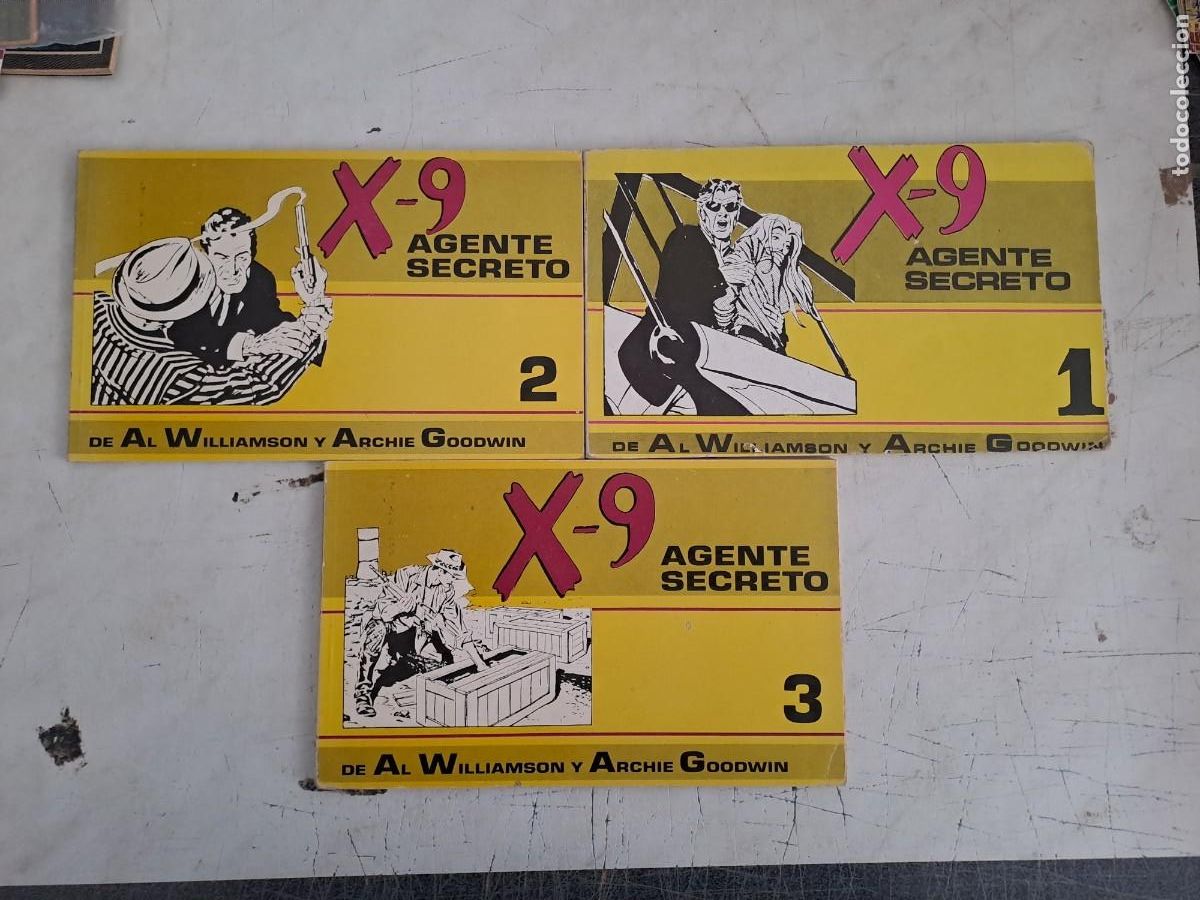 X-9
AGENTE
SECRETO
2
DE AL WILLIAMSON Y ARCHIE GOODWIN
X-9
AGENTE
SECRETO
1
DE AL WILLIAMSON Y ARCHIE GOODWIN
X-9
AGENTE
SECRETO
3
DE AL WILLIAMSON Y ARCHIE GOODWIN
todocoleccion